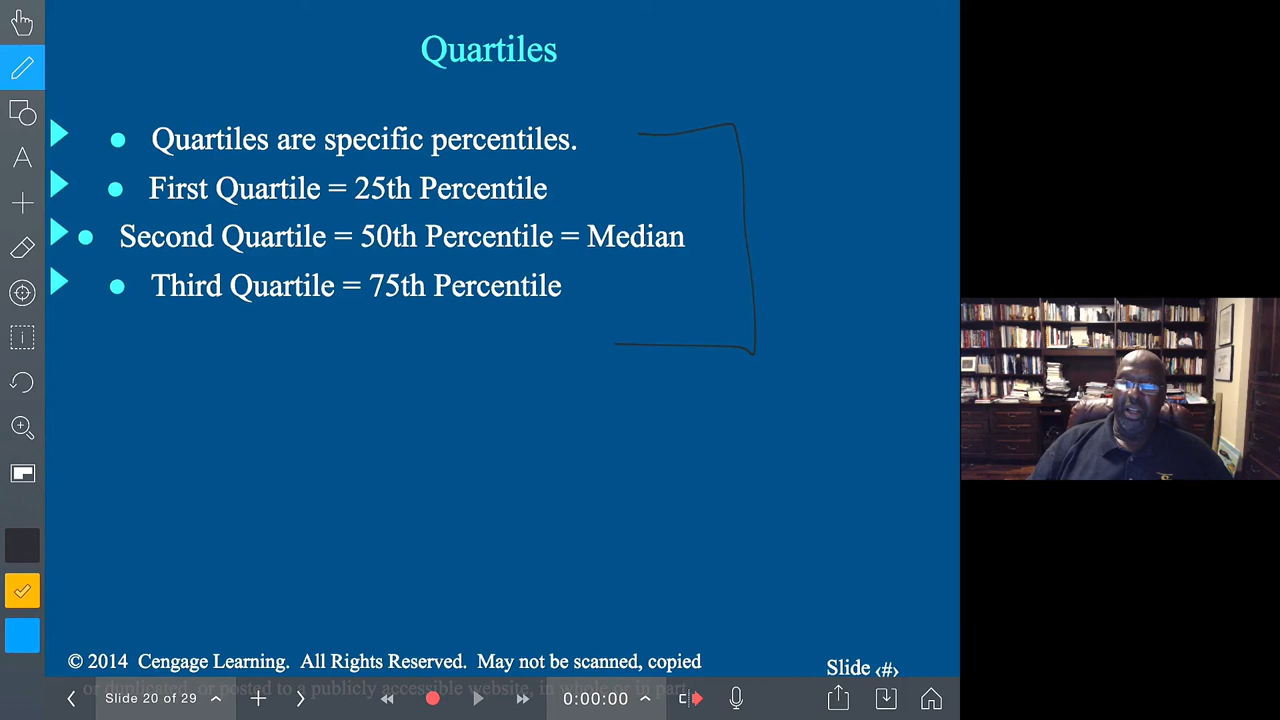 Quartiles
Quartiles are specific percentiles.
First Quartile = 25th Percentile
Second Quartile = 50th Percentile = Median
Third Quartile = 75th Percentile
© 2014 Cengage Learning. All Rights Reserved. May not be scanned, copied
or duplicated, or posted to a publicly accessible website, in whole or in part.
Slide ‹#›
Slide 20 of 29
0:00:00